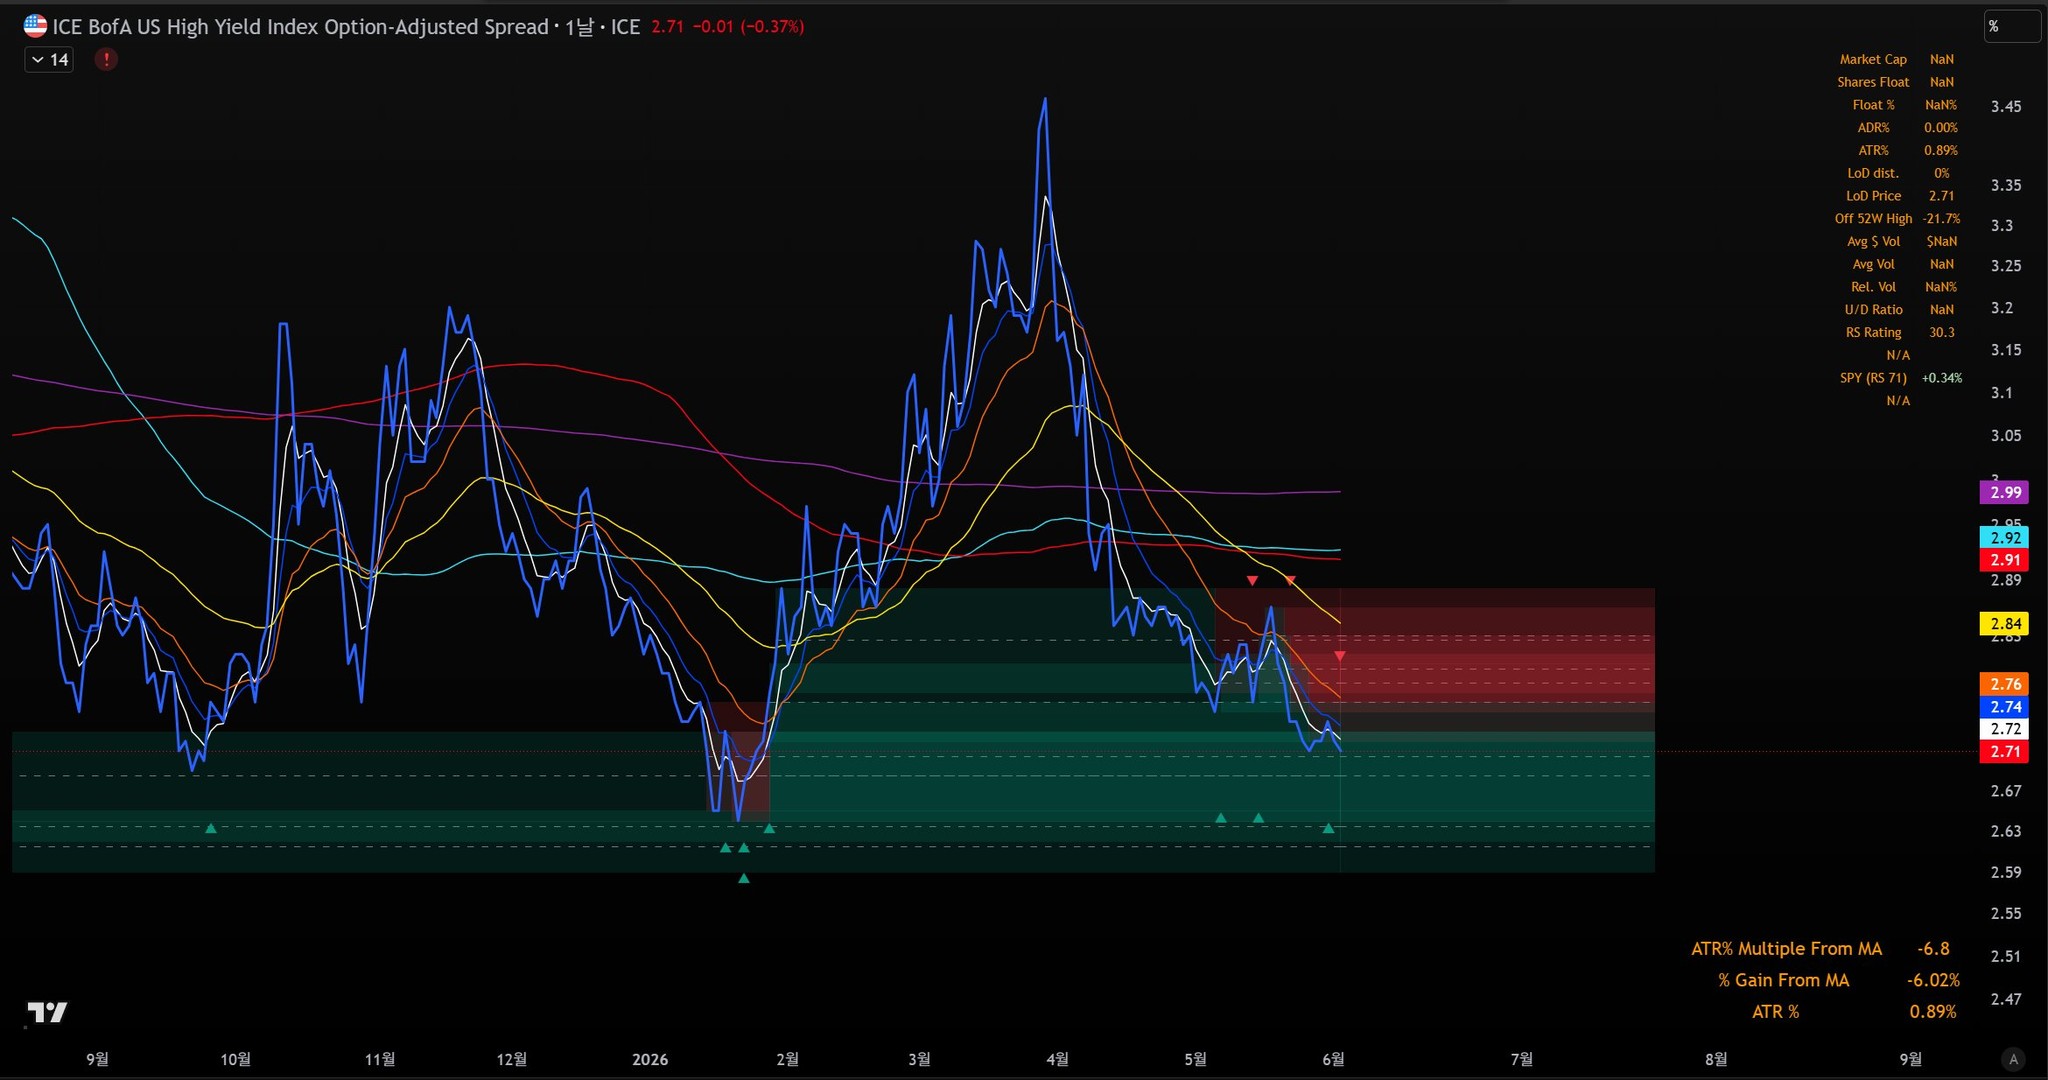 ICE BofA US High Yield Index Option-Adjusted Spread · 1날 · ICE 2.71 −0.01 (−0.37%)
14 !
%
Market Cap NaN
Shares Float NaN
Float % NaN%
ADR% 0.00%
ATR% 0.89%
LoD dist. 0%
LoD Price 2.71
Off 52W High -21.7%
Avg $ Vol $NaN
Avg Vol NaN
Rel. Vol NaN%
U/D Ratio NaN
RS Rating 30.3
N/A
SPY (RS 71) +0.34%
N/A
3.45
3.35
3.3
3.25
3.2
3.15
3.1
3.05
2.99
2.95
2.92
2.91
2.89
2.84
2.76
2.74
2.72
2.71
2.67
2.63
2.59
2.55
2.51
2.47
ATR% Multiple From MA -6.8
% Gain From MA -6.02%
ATR % 0.89%
9월 10월 11월 12월 2026 2월 3월 4월 5월 6월 7월 8월 9월
A